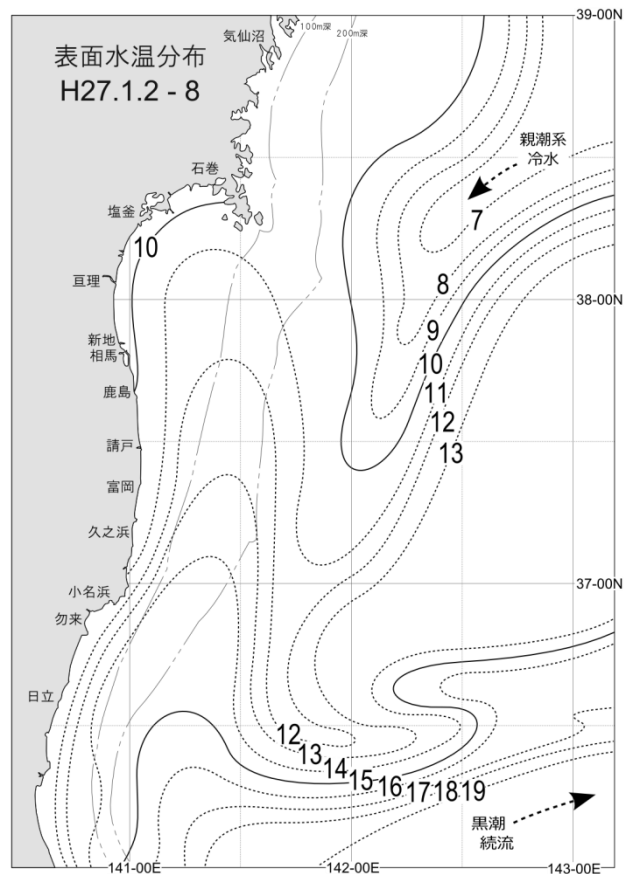 39-00N
気仙沼
100m深
200m深
表面水温分布
H27.1.2 - 8
親潮系
冷水
石巻
塩釜
7
10
亘理
8
38-00N
9
新地
相馬
10
鹿島
11
12
請戸
13
富岡
久之浜
37-00N
小名浜
勿来
日立
12
13
14
15
16
17
18
19
黒潮
続流
141-00E
142-00E
143-00E